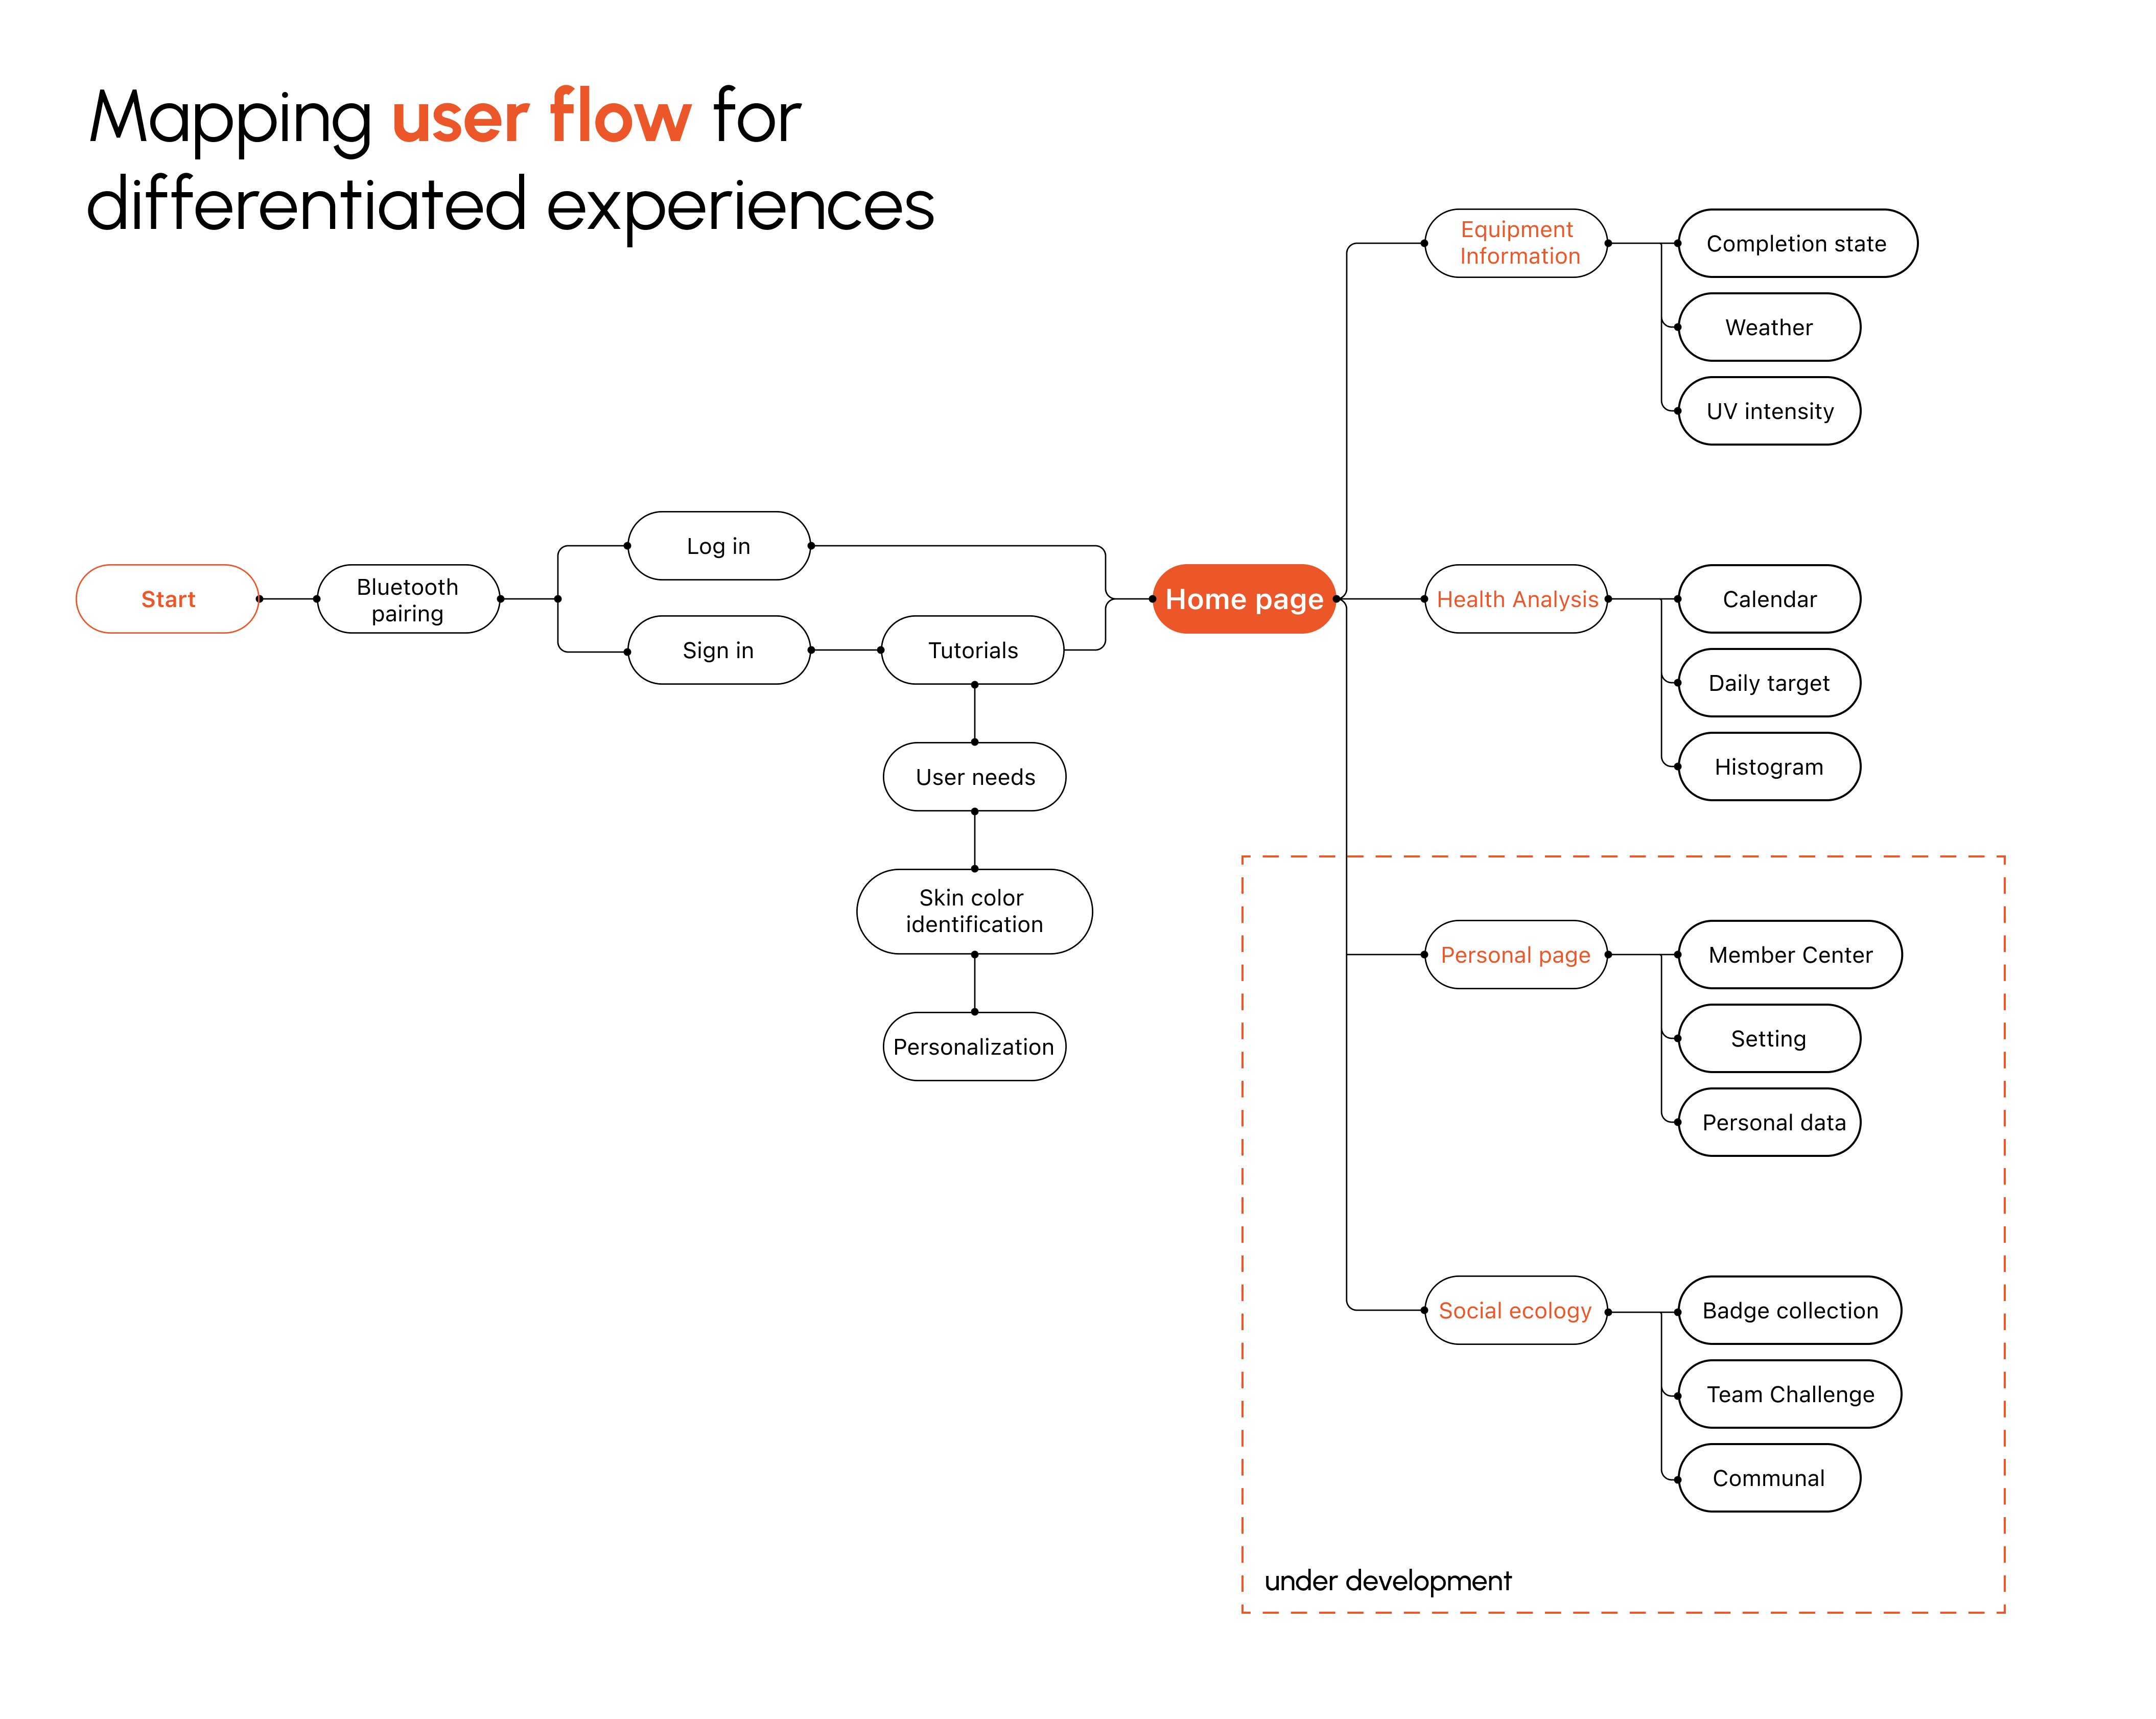 Mapping user flow for
differentiated experiences
Start
Bluetooth
pairing
Log in
Sign in
Tutorials
User needs
Skin color
identification
Personalization
Home page
Equipment
Information
Completion state
Weather
UV intensity
Health Analysis
Calendar
Daily target
Histogram
Personal page
Member Center
Setting
Personal data
Social ecology
Badge collection
Team Challenge
Communal
under development